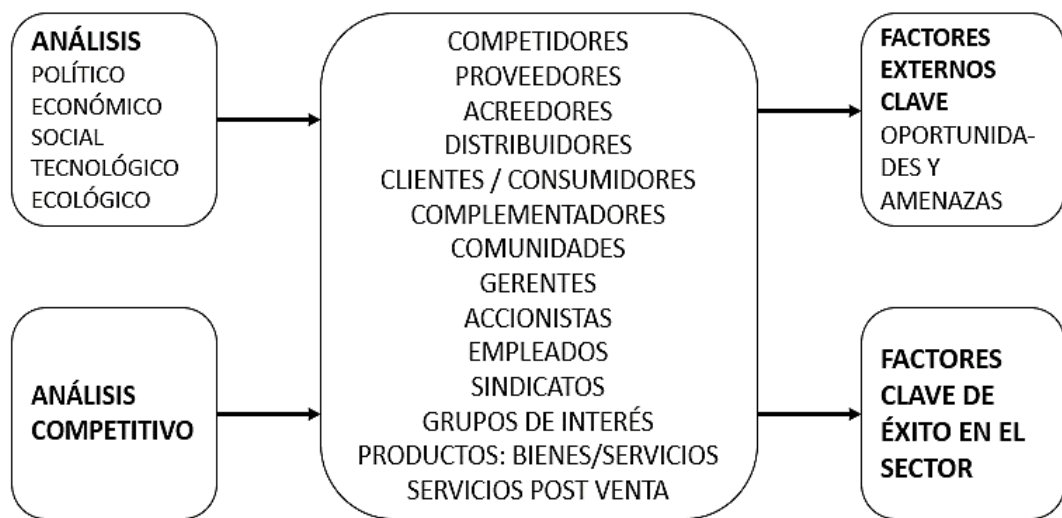 ANÁLISIS
POLÍTICO
ECONÓMICO
SOCIAL
TECNOLÓGICO
ECOLÓGICO
ANÁLISIS
COMPETITIVO
COMPETIDORES
PROVEEDORES
ACREEDORES
DISTRIBUIDORES
CLIENTES / CONSUMIDORES
COMPLEMENTADORES
COMUNIDADES
GERENTES
ACCIONISTAS
EMPLEADOS
SINDICATOS
GRUPOS DE INTERÉS
PRODUCTOS: BIENES/SERVICIOS
SERVICIOS POST VENTA
FACTORES
EXTERNOS
CLAVE
OPORTUNIDA-
DES Y
AMENAZAS
FACTORES
CLAVE DE
ÉXITO EN EL
SECTOR